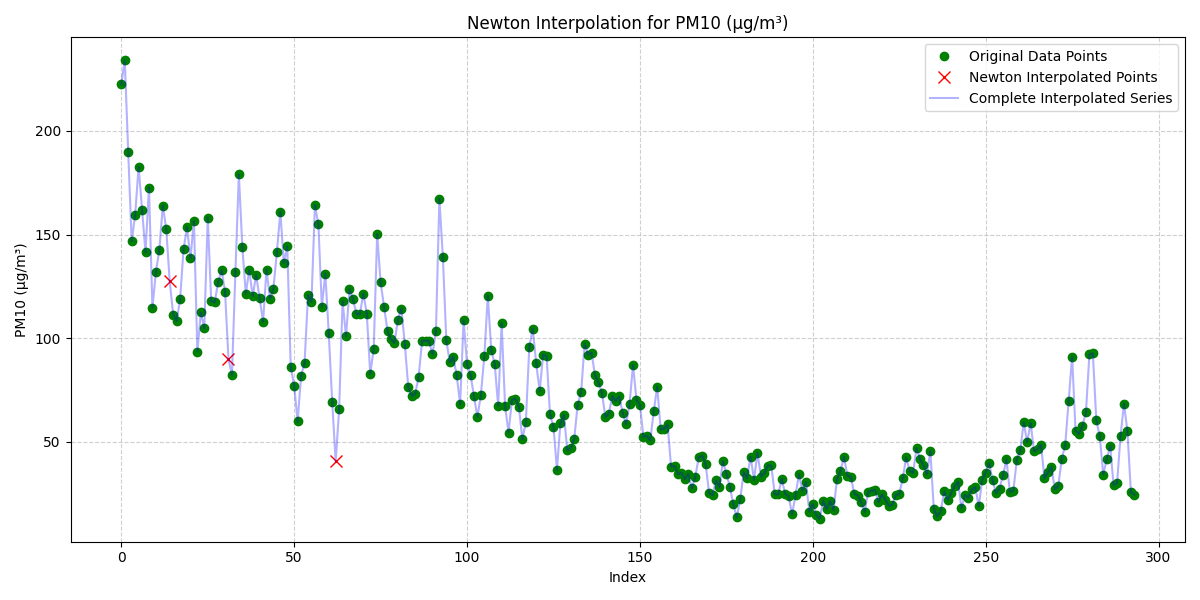 Newton Interpolation for PM10 (µg/m³)
Original Data Points
Newton Interpolated Points
Complete Interpolated Series
PM10 (µg/m³)
200
150
100
50
0
50
100
150
200
250
300
Index